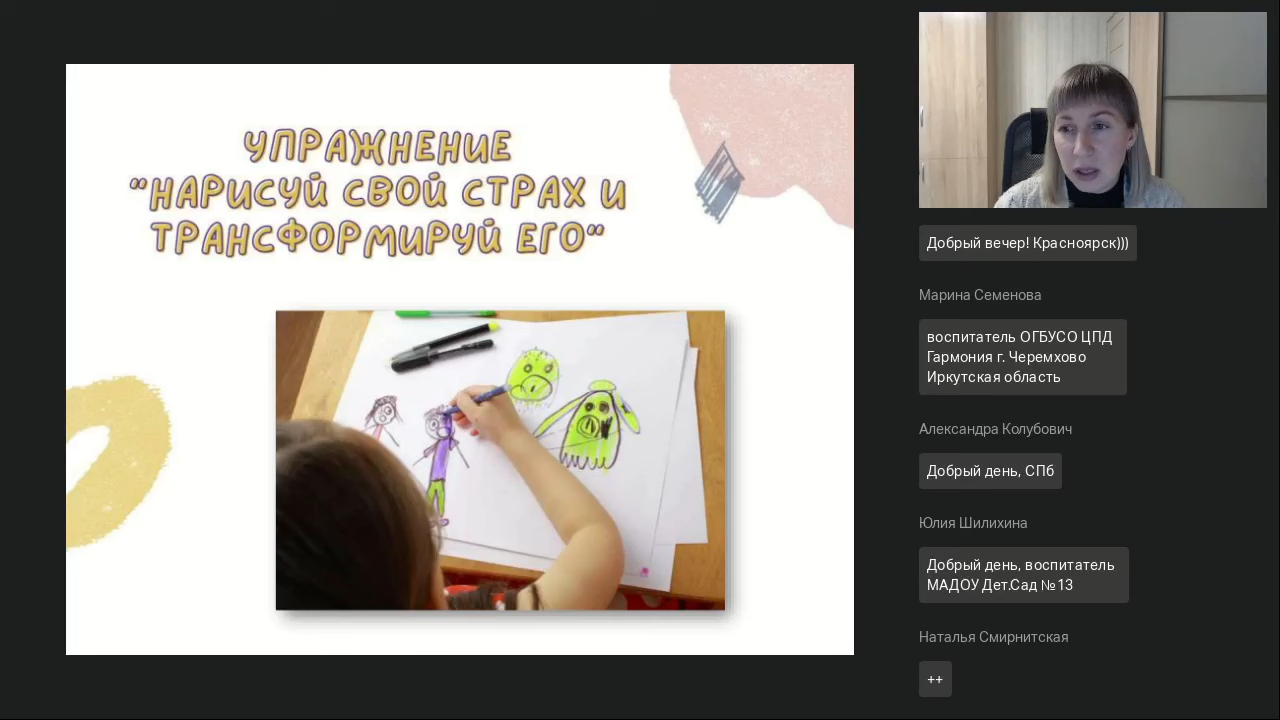 УПРАЖНЕНИЕ
"НАРИСУЙ СВОЙ СТРАХ И
ТРАНСФОРМИРУЙ ЕГО"
Добрый вечер! Красноярск)))
Марина Семенова
воспитатель ОГБУСО ЦПД
Гармония г. Черемхово
Иркутская область
Александра Колубович
Добрый день, СПб
Юлия Шилихина
Добрый день, воспитатель
МАДОУ Дет.Сад №13
Наталья Смирнитская
++